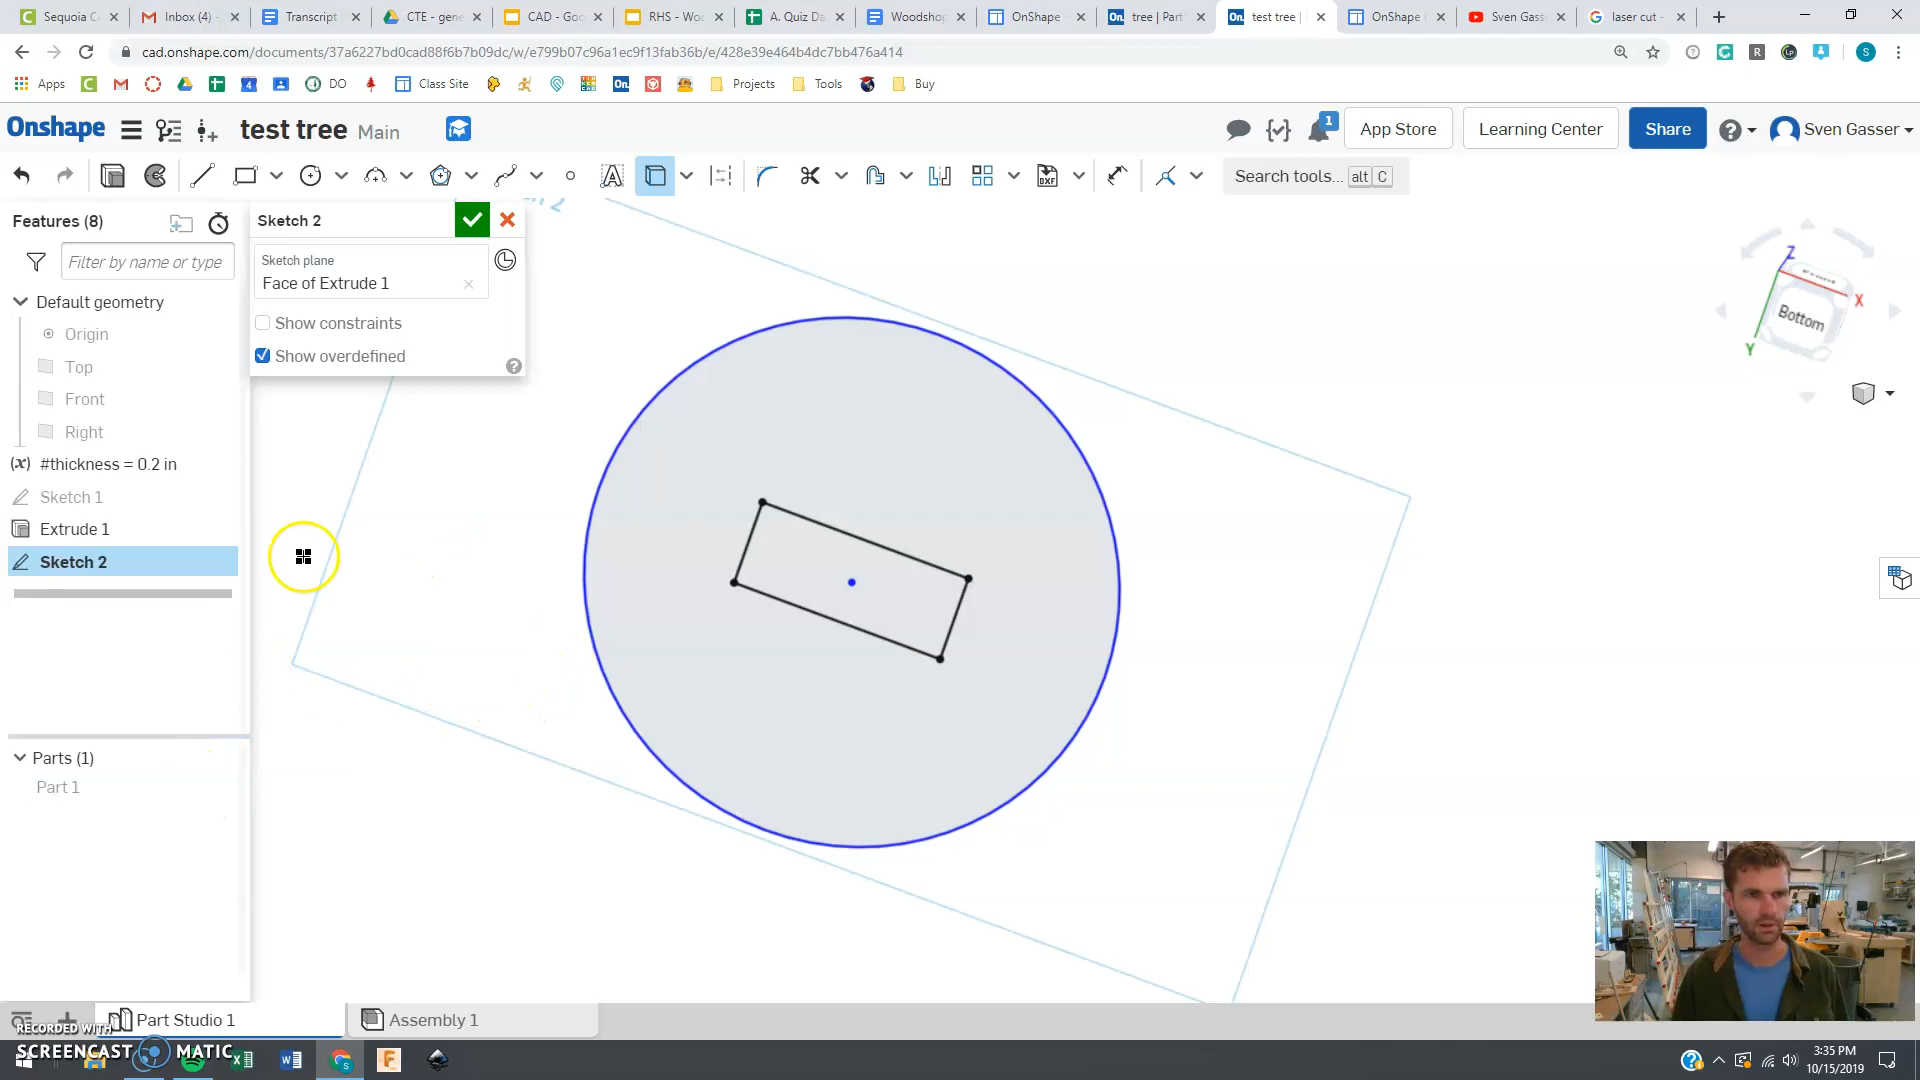 Sequoia C
Inbox (4) -
Transcript
CTE - gene
CAD - Goo
RHS - Woo
A. Quiz Da
Woodshop
OnShape -
tree | Part
test tree |
OnShape
Sven Gass
laser cut -
cad.onshape.com/documents/37a6227bd0cad88f6b7b09dc/w/e799b07c96a1ec9f13fab36b/e/428e39e464b4dc7bb476a414
Apps
DO
Class Site
Projects
Tools
Buy
Onshape
test tree Main
1
App Store
Learning Center
Share
Sven Gasser
Search tools... alt C
Features (8)
Filter by name or type
Default geometry
Origin
Top
Front
Right
(x) #thickness = 0.2 in
Sketch 1
Extrude 1
Sketch 2
Parts (1)
Part 1
Sketch 2
Sketch plane
Face of Extrude 1
Show constraints
Show overdefined
Z
X
Y
Bottom
Part Studio 1
Assembly 1
RECORDED WITH
SCREENCAST MATIC
3:35 PM
10/15/2019